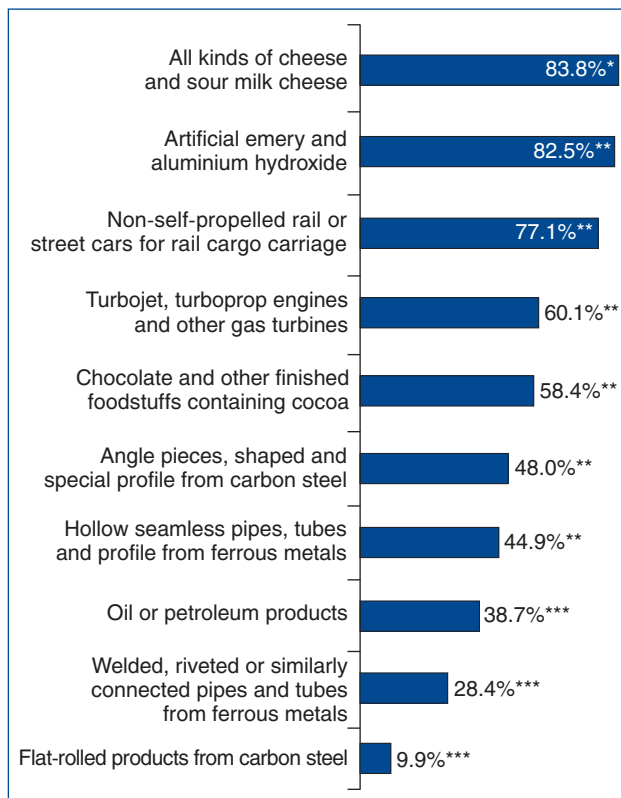 All kinds of cheese
and sour milk cheese
83.8%*
Artificial emery and
aluminium hydroxide
82.5%**
Non-self-propelled rail or
street cars for rail cargo carriage
77.1%**
Turbojet, turboprop engines
and other gas turbines
60.1%**
Chocolate and other finished
foodstuffs containing cocoa
58.4%**
Angle pieces, shaped and
special profile from carbon steel
48.0%**
Hollow seamless pipes, tubes
and profile from ferrous metals
44.9%**
Oil or petroleum products
38.7%***
Welded, riveted or similarly
connected pipes and tubes
from ferrous metals
28.4%***
Flat-rolled products from carbon steel
9.9%***